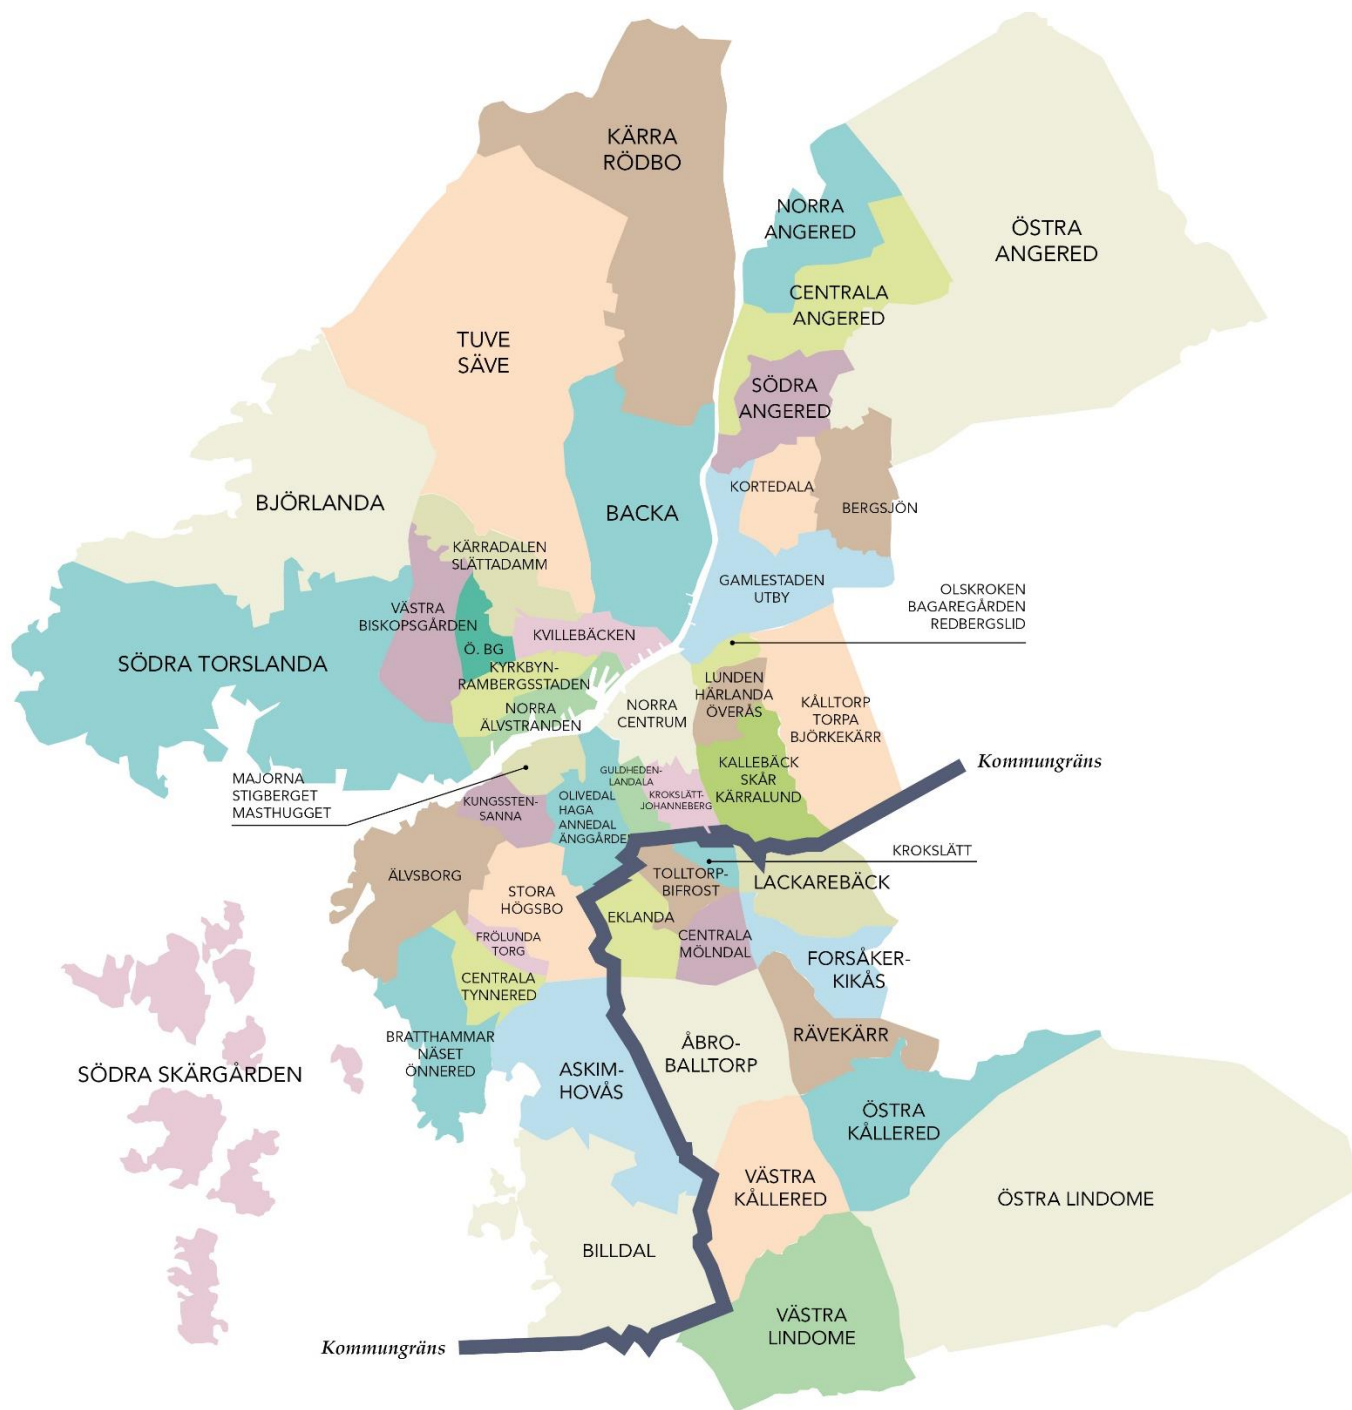 KÄRRA
RÖDBO
NORRA
ANGERED
ÖSTRA
ANGERED
CENTRALA
ANGERED
TUVE
SÄVE
SÖDRA
ANGERED
KORTEDALA
BERGSJÖN
BJÖRLANDA
BACKA
KÄRRADALEN
SLÄTTADAMM
GAMLESTADEN
UTBY
OLSKROKEN
BAGAREGÅRDEN
REDBERGSLID
VÄSTRA
BISKOPSGÅRDEN
Ö. BG
KVILLEBÄCKEN
SÖDRA TORSLANDA
KYRKBYN-
RAMBERGSSTADEN
LUNDEN
HÄRLANDA
ÖVERÅS
NORRA
ÄLVSTRANDEN
NORRA
CENTRUM
KÅLLTORP
TORPA
BJÖRKEKÄRR
Kommungräns
MAJORNA
STIGBERGET
MASTHUGGET
KUNGSSTEN-
SANNA
OLIVEDAL
HAGA
ANNEDAL
ÄNGGÅRDEN
GULDHEDEN-
LANDALA
KROKSLÄTT-
JOHANNEBERG
KALLEBÄCK
SKÅR
KÄRRALUND
KROKSLÄTT
ÄLVSBORG
STORA
HÖGSBO
TOLLTORP-
BIFROST
LACKAREBÄCK
EKLANDA
FRÖLUNDA
TORG
CENTRALA
MÖLNDAL
FORSÅKER-
KIKÅS
CENTRALA
TYNNERED
BRATTHAMMAR
NÄSET
ÖNNERED
ÅBRO-
BALLTORP
RÄVEKÄRR
SÖDRA SKÄRGÅRDEN
ASKIM-
HOVÅS
ÖSTRA
KÅLLERED
VÄSTRA
KÅLLERED
ÖSTRA LINDOME
BILLDAL
VÄSTRA
LINDOME
Kommungräns